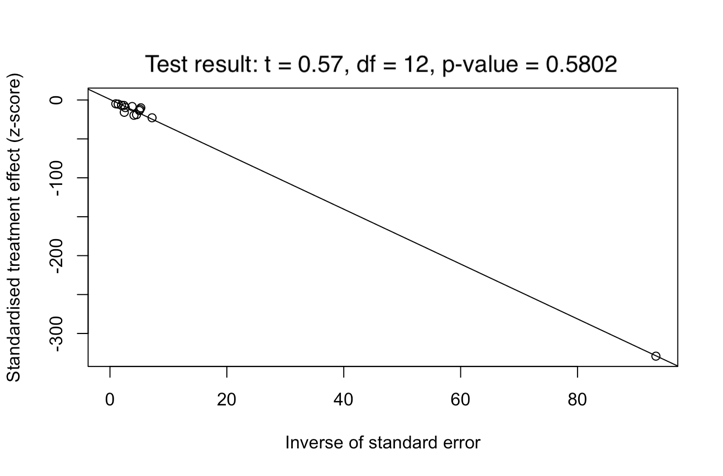 Test result: t = 0.57, df = 12, p-value = 0.5802
Standardised treatment effect (z-score)
0
-100
-200
-300
0 20 40 60 80
Inverse of standard error